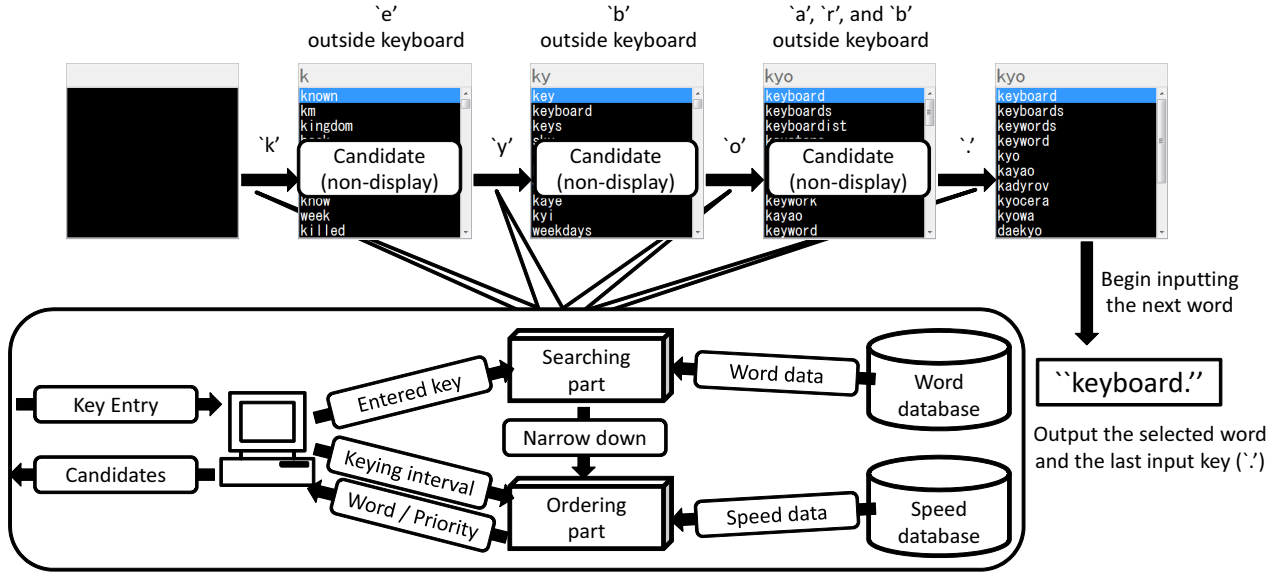 `e'
outside keyboard
`b'
outside keyboard
`a', `r', and `b'
outside keyboard
k
known
km
kingdom
know
week
killed
Candidate
(non-display)
ky
key
keyboard
keys
kaye
kyi
weekdays
Candidate
(non-display)
kyo
keyboard
keyboards
keyboardist
keywork
kayao
keyword
Candidate
(non-display)
kyo
keyboard
keyboards
keywords
keyword
kyo
kayao
kadyrov
kyocera
kyowa
daekyo
`k'
`y'
`o'
`.'
Begin inputting
the next word
``keyboard.''
Output the selected word
and the last input key (`.')
Key Entry
Candidates
Entered key
Keying interval
Word / Priority
Searching
part
Narrow down
Ordering
part
Word data
Speed data
Word
database
Speed
database